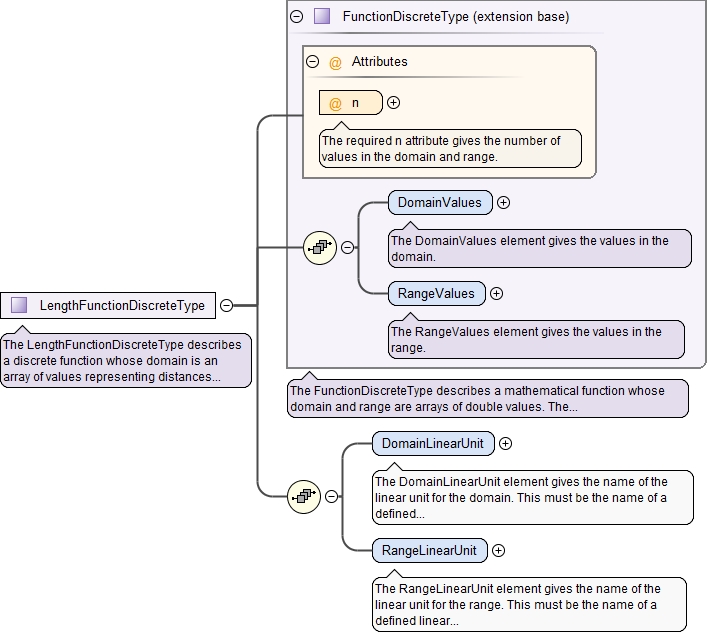 FunctionDiscreteType (extension base)
@ Attributes
@ n
The required n attribute gives the number of
values in the domain and range.
DomainValues
The DomainValues element gives the values in the
domain.
RangeValues
The RangeValues element gives the values in the
range.
LengthFunctionDiscreteType
The LengthFunctionDiscreteType describes
a discrete function whose domain is an
array of values representing distances...
The FunctionDiscreteType describes a mathematical function whose
domain and range are arrays of double values. The...
DomainLinearUnit
The DomainLinearUnit element gives the name of the
linear unit for the domain. This must be the name of a
defined...
RangeLinearUnit
The RangeLinearUnit element gives the name of the
linear unit for the range. This must be the name of a
defined linear...